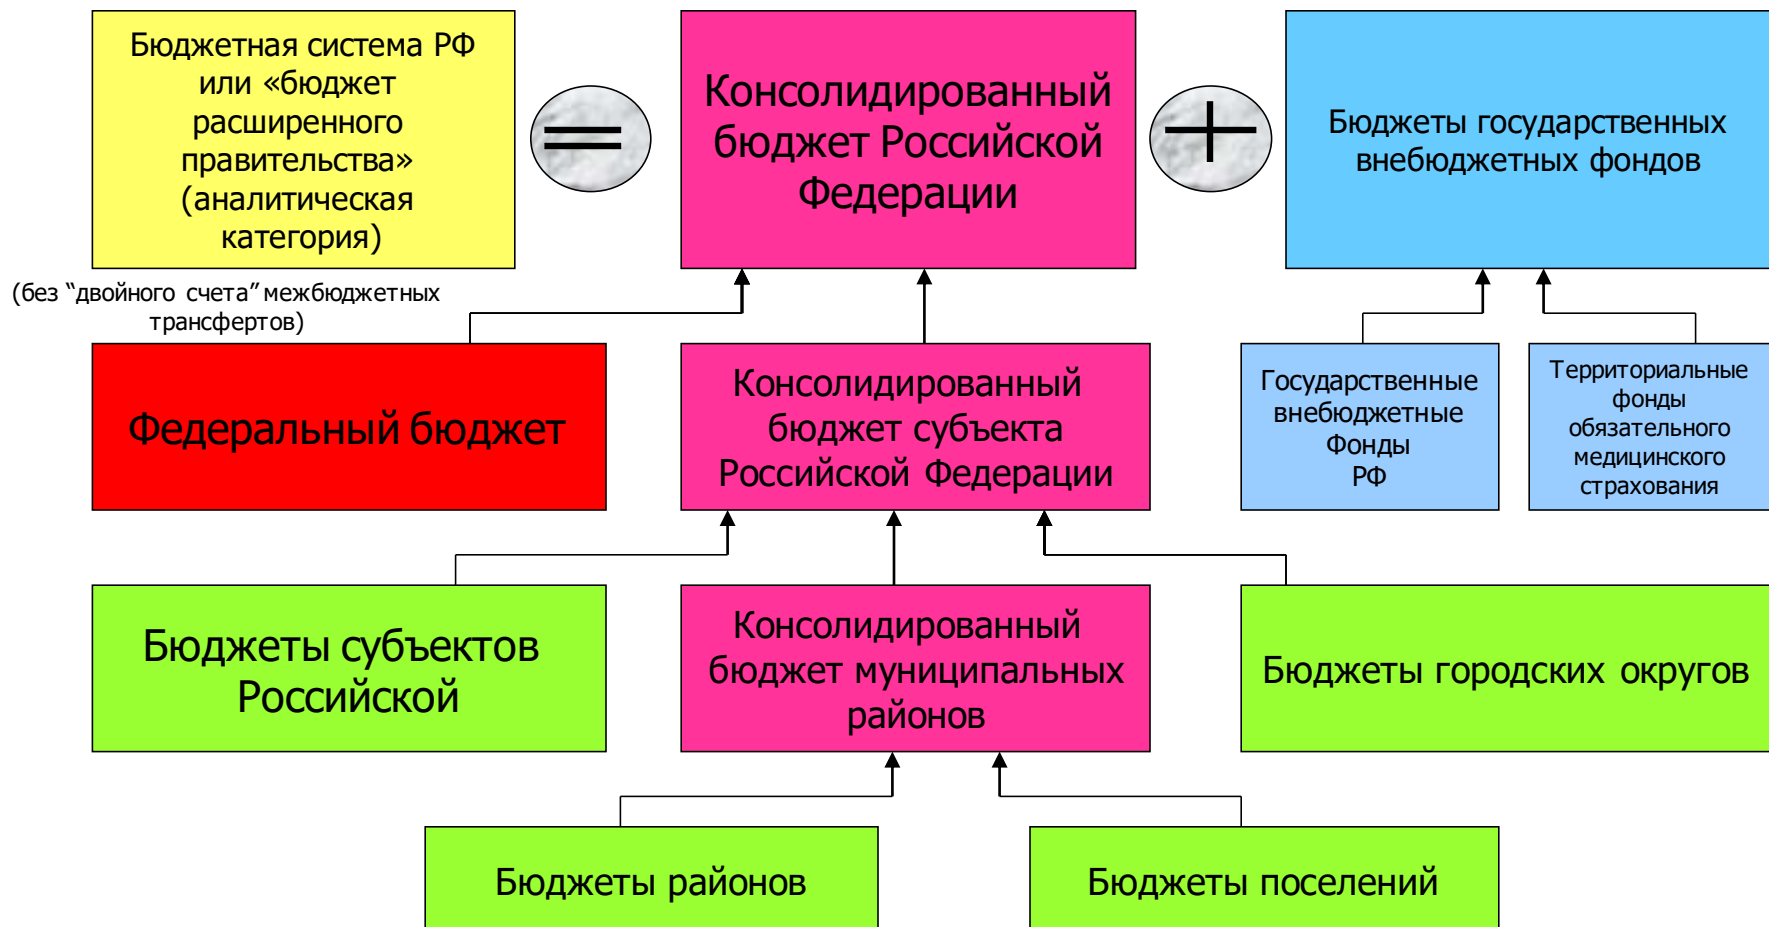 Бюджетная система РФ
или «бюджет
расширенного
правительства»
(аналитическая
категория)
=
Консолидированный
бюджет Российской
Федерации
+
Бюджеты государственных
внебюджетных фондов
(без “двойного счета” межбюджетных
трансфертов)
Федеральный бюджет
Консолидированный
бюджет субъекта
Российской Федерации
Государственные
внебюджетные
Фонды
РФ
Территориальные
фонды
обязательного
медицинского
страхования
Бюджеты субъектов
Российской
Консолидированный
бюджет муниципальных
районов
Бюджеты городских округов
Бюджеты районов
Бюджеты поселений